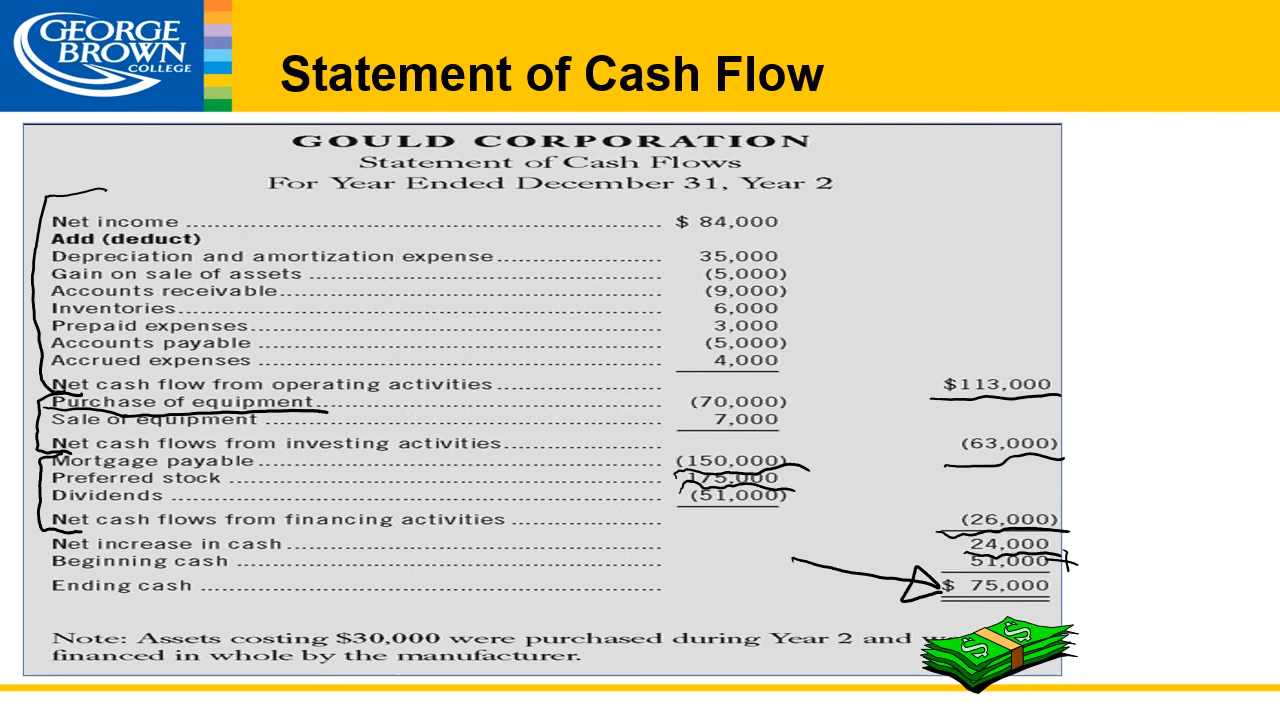 GEORGE
BROWN
COLLEGE
Statement of Cash Flow
GOULD CORPORATION
Statement of Cash Flows
For Year Ended December 31, Year 2
Net income $ 84,000
Add (deduct)
Depreciation and amortization expense 35,000
Gain on sale of assets (5,000)
Accounts receivable (9,000)
Inventories 6,000
Prepaid expenses 3,000
Accounts payable (5,000)
Accrued expenses 4,000
Net cash flow from operating activities $113,000
Purchase of equipment (70,000)
Sale of equipment 7,000
Net cash flows from investing activities (63,000)
Mortgage payable (150,000)
Preferred stock 175,000
Dividends (51,000)
Net cash flows from financing activities (26,000)
Net increase in cash 24,000
Beginning cash 51,000
Ending cash $ 75,000
Note: Assets costing $30,000 were purchased during Year 2 and
financed in whole by the manufacturer.